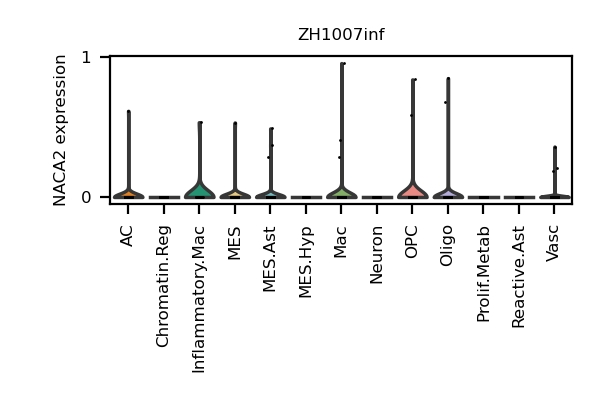 ZH1007inf
NACA2 expression
1
0
AC
Chromatin.Reg
Inflammatory.Mac
MES
MES.Ast
MES.Hyp
Mac
Neuron
OPC
Oligo
Prolif.Metab
Reactive.Ast
Vasc